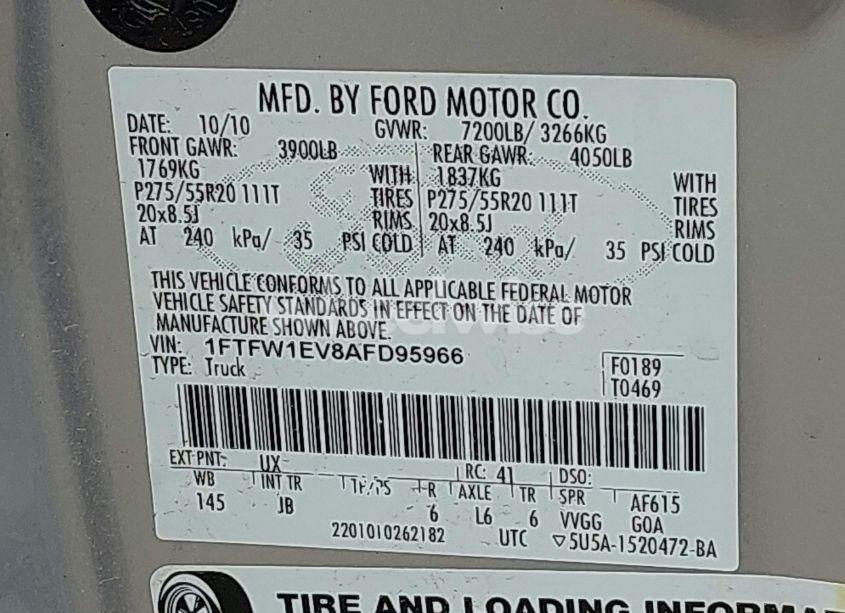 MFD. BY FORD MOTOR CO.
DATE: 10/10 GVWR: 7200LB/ 3266KG
FRONT GAWR: 3900LB REAR GAWR: 4050LB
1769KG WITH 1837KG WITH
P275/55R20 111T TIRES P275/55R20 111T TIRES
20x8.5J RIMS 20x8.5J RIMS
AT 240 kPa/ 35 PSI COLD AT 240 kPa/ 35 PSI COLD
THIS VEHICLE CONFORMS TO ALL APPLICABLE FEDERAL MOTOR
VEHICLE SAFETY STANDARDS IN EFFECT ON THE DATE OF
MANUFACTURE SHOWN ABOVE.
VIN: 1FTFW1EV8AFD95966
TYPE: Truck
F0189
T0469
EXT PNT: UX RC: 41 DSO:
WB INT TR TP/PS R AXLE TR SPR AF615
145 JB 6 L6 6 VVGG GOA
2201010262182 UTC ▽5U5A-1520472-BA
TIRE AND LOADING INFORMAT